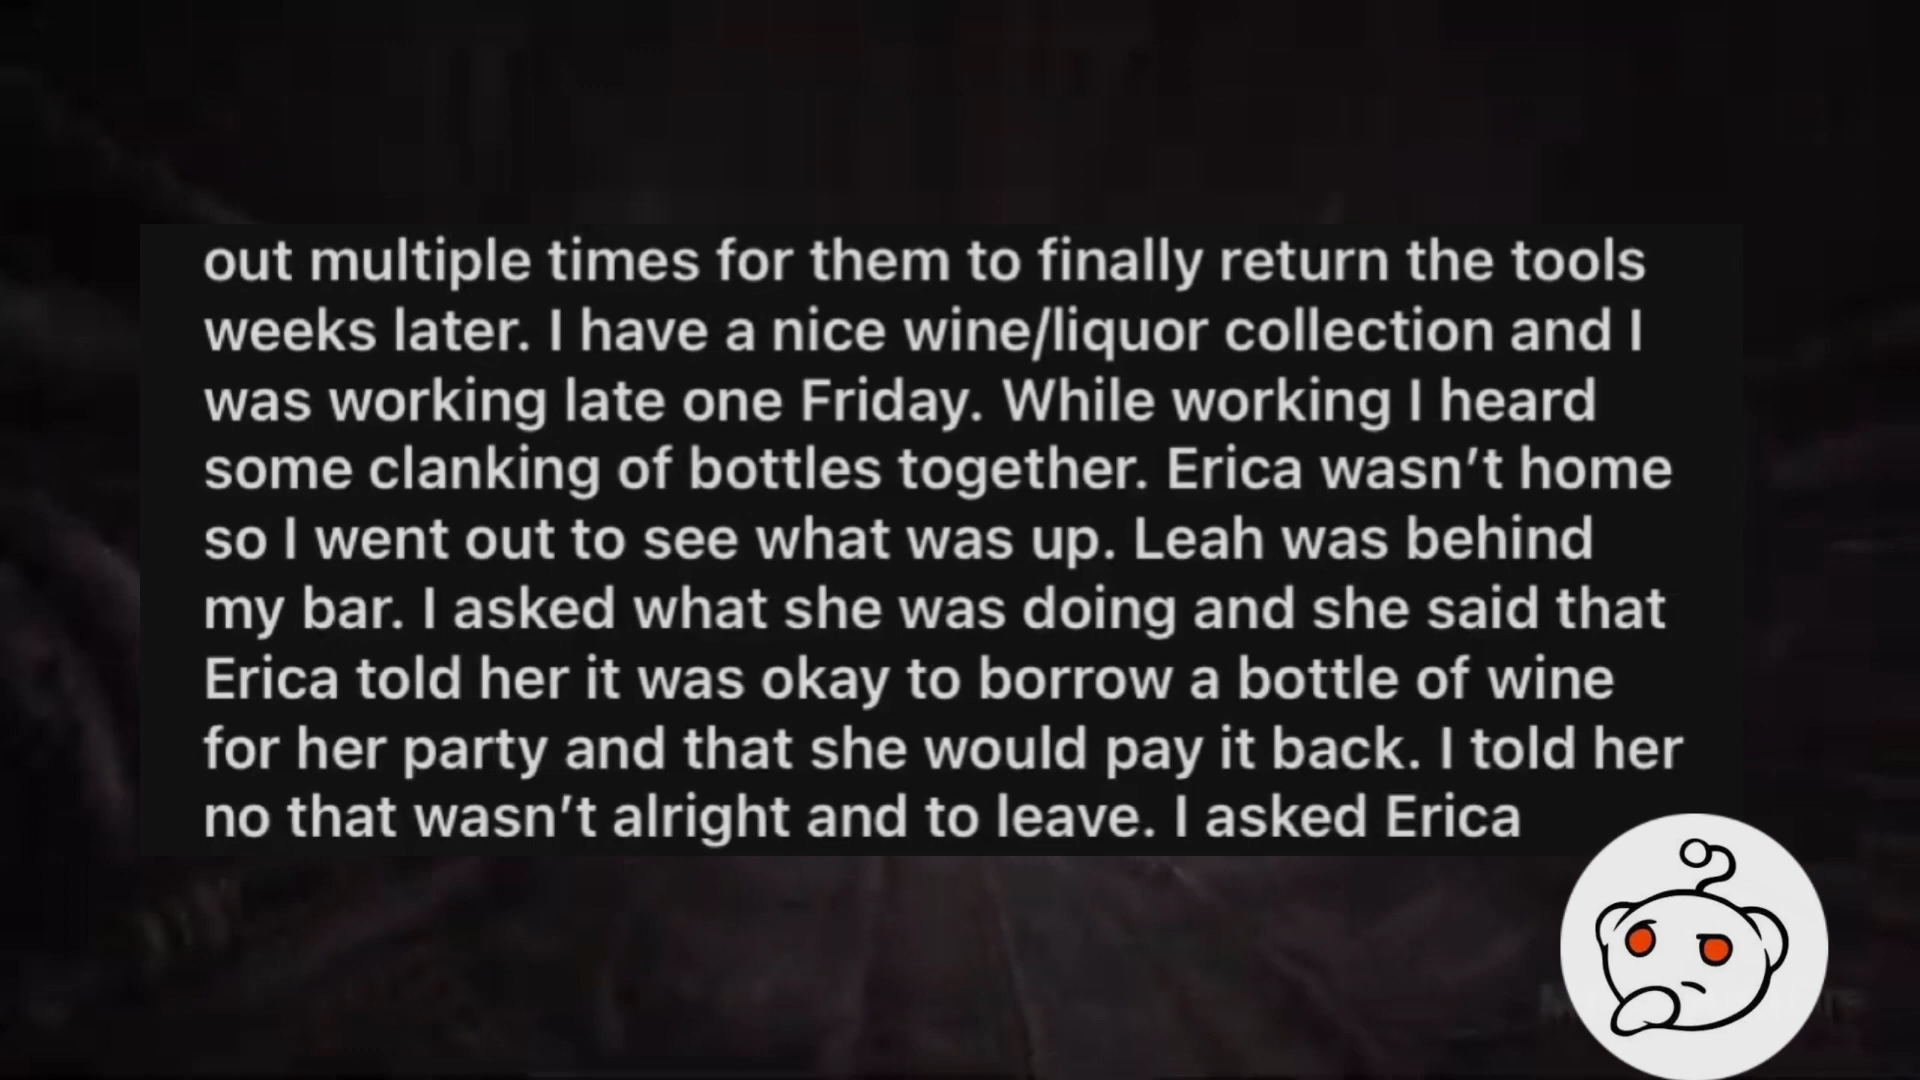 out multiple times for them to finally return the tools
weeks later. I have a nice wine/liquor collection and I
was working late one Friday. While working I heard
some clanking of bottles together. Erica wasn’t home
so I went out to see what was up. Leah was behind
my bar. I asked what she was doing and she said that
Erica told her it was okay to borrow a bottle of wine
for her party and that she would pay it back. I told her
no that wasn’t alright and to leave. I asked Erica